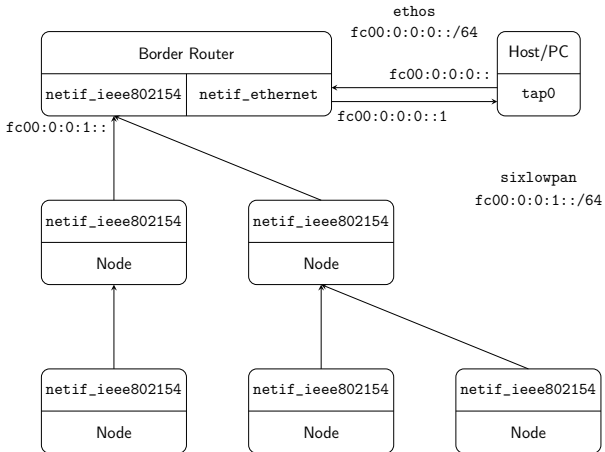 ethos
fc00:0:0:0::/64
Border Router
Host/PC
netif_ieee802154
netif_ethernet
fc00:0:0:0::
tap0
fc00:0:0:0::1
fc00:0:0:1::
sixlowpan
fc00:0:0:1::/64
netif_ieee802154
netif_ieee802154
Node
Node
netif_ieee802154
netif_ieee802154
netif_ieee802154
Node
Node
Node